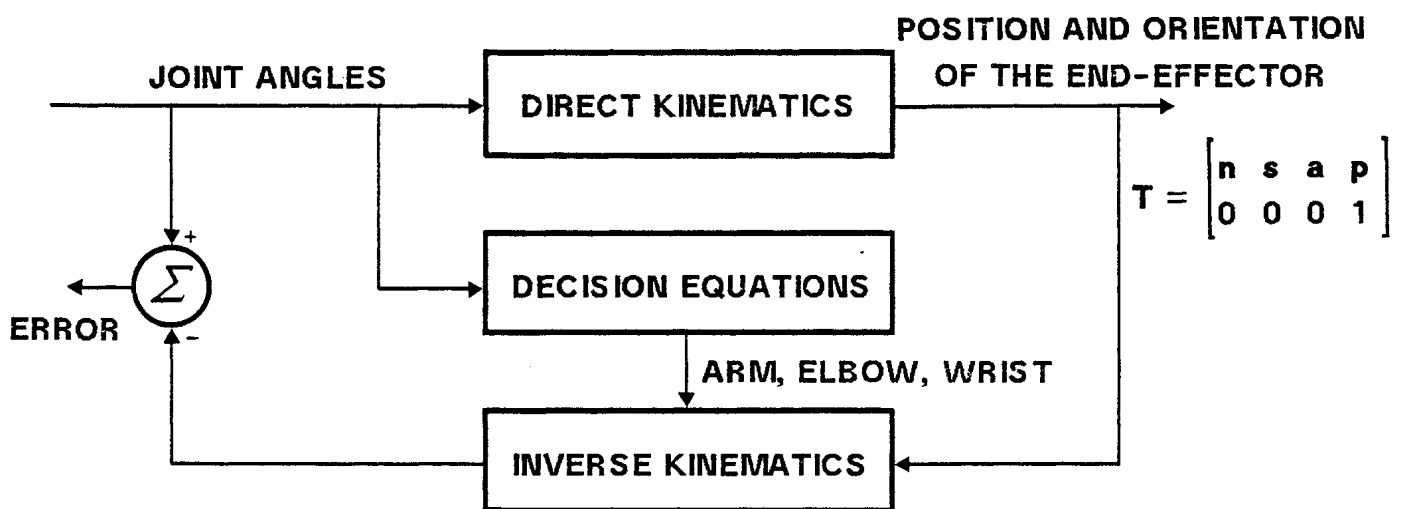 POSITION AND ORIENTATION
OF THE END-EFFECTOR
JOINT ANGLES
DIRECT KINEMATICS
T = [n s a p
0 0 0 1]
+
Σ
DECISION EQUATIONS
ERROR
-
ARM, ELBOW, WRIST
INVERSE KINEMATICS